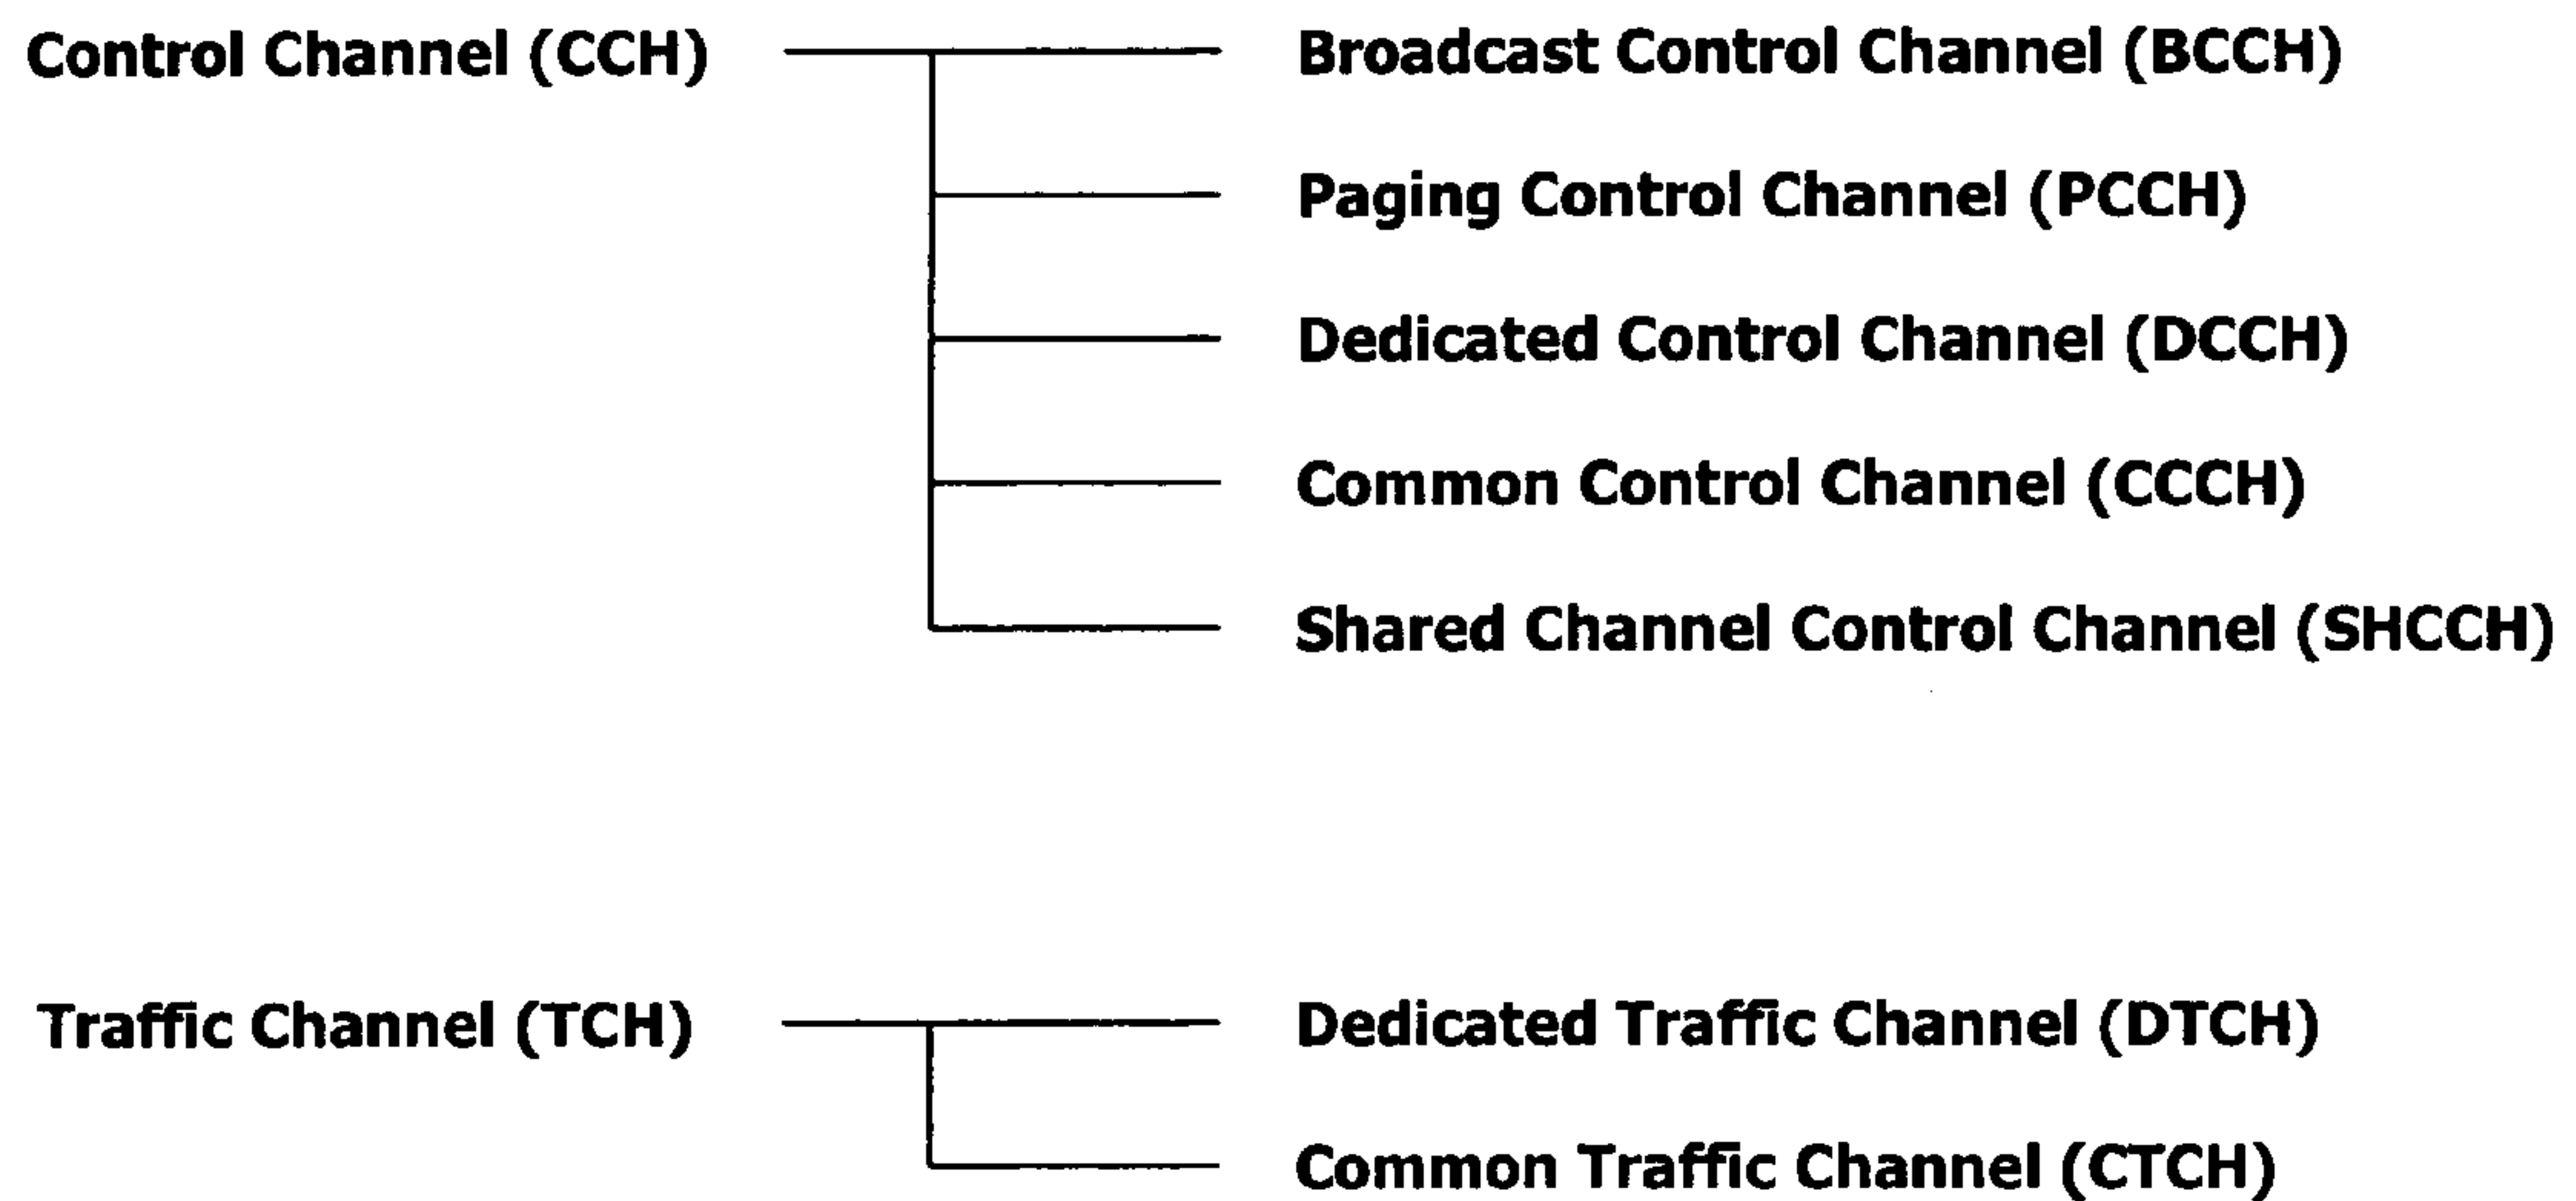 Control Channel (CCH)
Broadcast Control Channel (BCCH)
Paging Control Channel (PCCH)
Dedicated Control Channel (DCCH)
Common Control Channel (CCCH)
Shared Channel Control Channel (SHCCH)
Traffic Channel (TCH)
Dedicated Traffic Channel (DTCH)
Common Traffic Channel (CTCH)